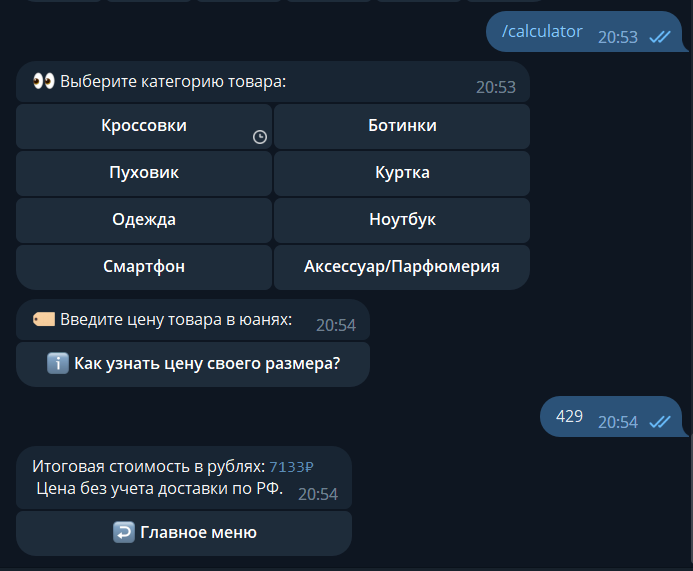 /calculator 20:53
Выберите категорию товара: 20:53
Кроссовки Ботинки
Пуховик Куртка
Одежда Ноутбук
Смартфон Аксессуар/Парфюмерия
Введите цену товара в юанях: 20:54
Как узнать цену своего размера?
429 20:54
Итоговая стоимость в рублях: 7133₽
Цена без учета доставки по РФ. 20:54
Главное меню